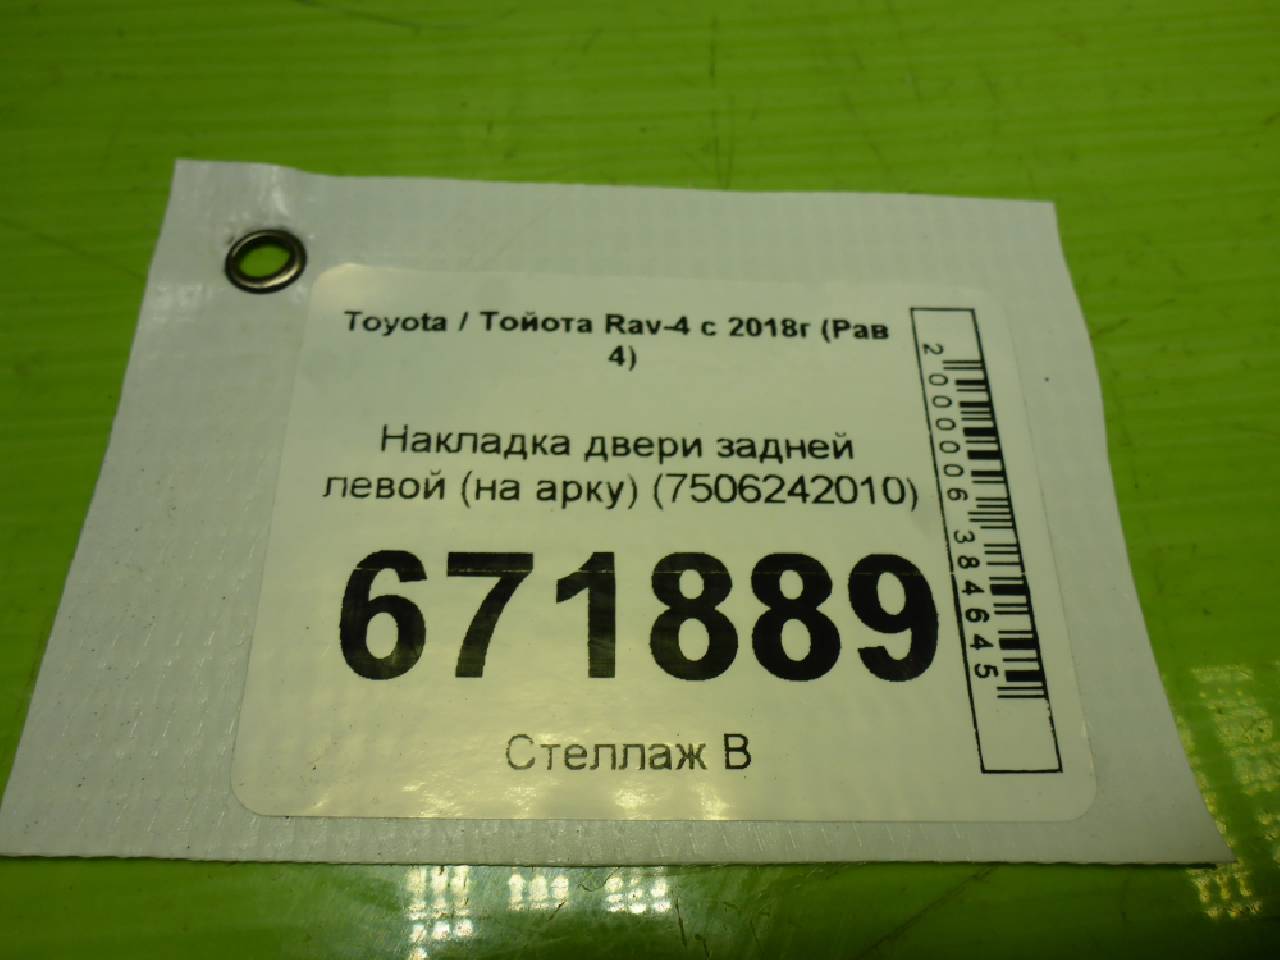 Toyota / Тойота Rav-4 с 2018г (Рав
4)
Накладка двери задней
левой (на арку) (7506242010)
671889
Стеллаж В
2000006384645